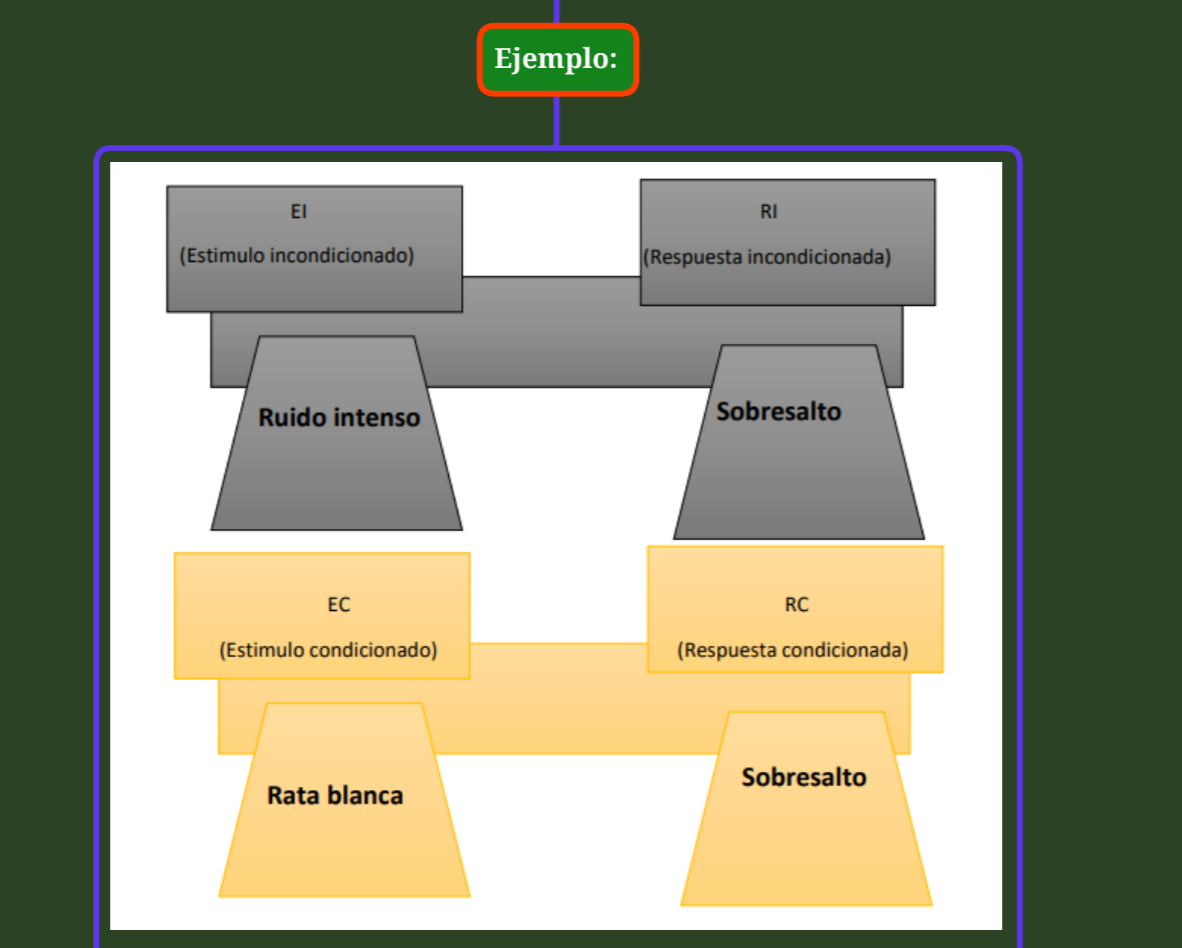 Ejemplo:
EI
(Estimulo incondicionado)
RI
(Respuesta incondicionada)
Ruido intenso
Sobresalto
EC
(Estimulo condicionado)
RC
(Respuesta condicionada)
Rata blanca
Sobresalto